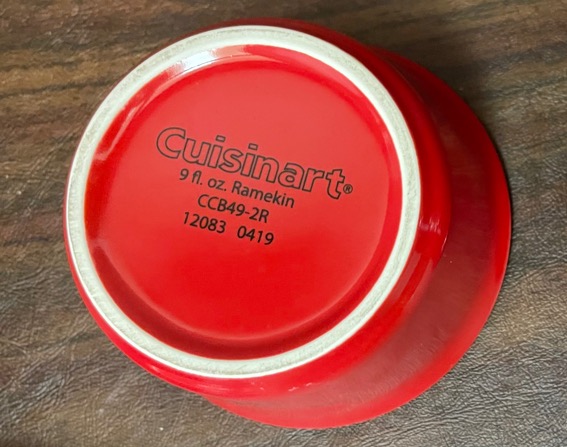 Cuisinart®
9 fl. oz. Ramekin
CCB49-2R
12083 0419